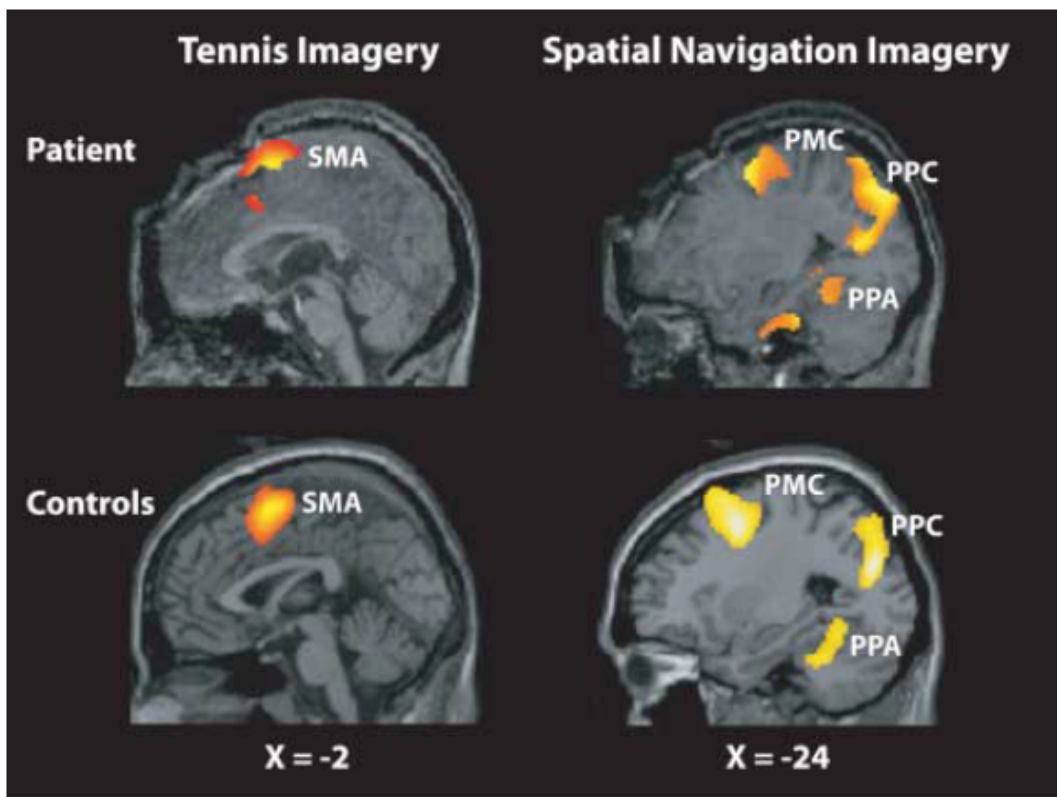 Tennis Imagery
Spatial Navigation Imagery
Patient
SMA
PMC
PPC
PPA
Controls
SMA
PMC
PPC
PPA
X = -2
X = -24